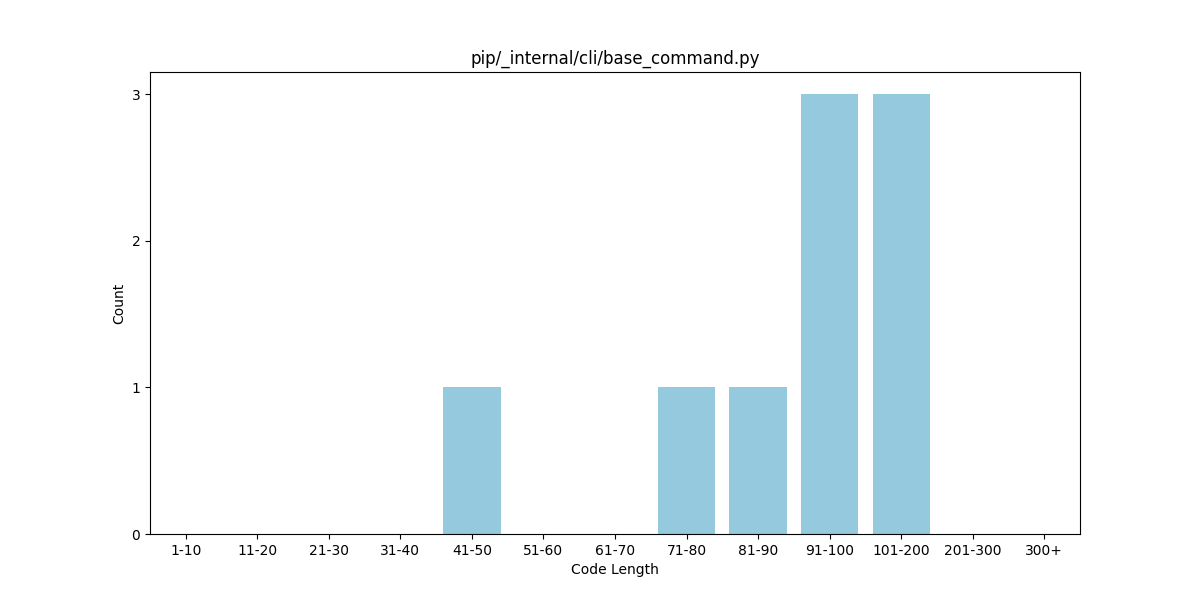 pip/_internal/cli/base_command.py
Count
3
2
1
0
1-10 11-20 21-30 31-40 41-50 51-60 61-70 71-80 81-90 91-100 101-200 201-300 300+
Code Length